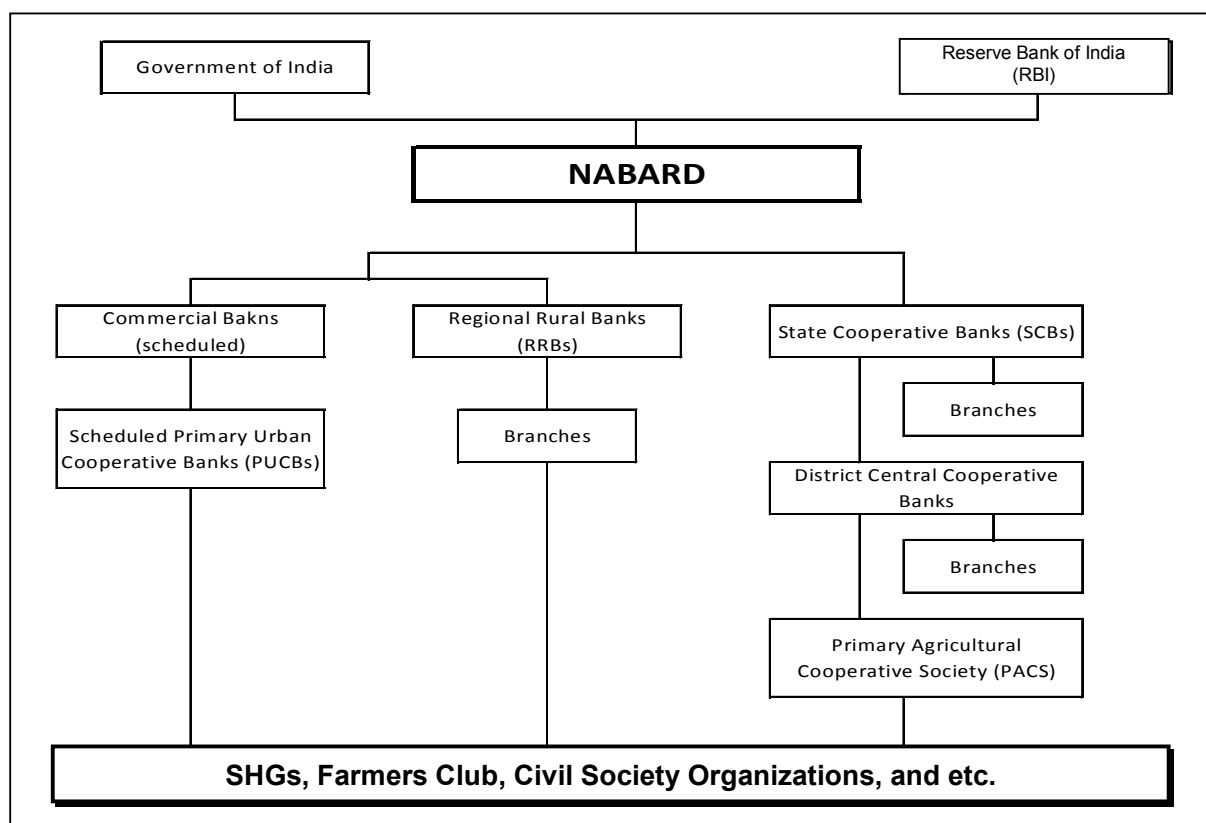 Government of India
Reserve Bank of India
(RBI)
NABARD
Commercial Bakns
(scheduled)
Regional Rural Banks
(RRBs)
State Cooperative Banks (SCBs)
Branches
Scheduled Primary Urban
Cooperative Banks (PUCBs)
Branches
District Central Cooperative
Banks
Branches
Primary Agricultural
Cooperative Society (PACS)
SHGs, Farmers Club, Civil Society Organizations, and etc.